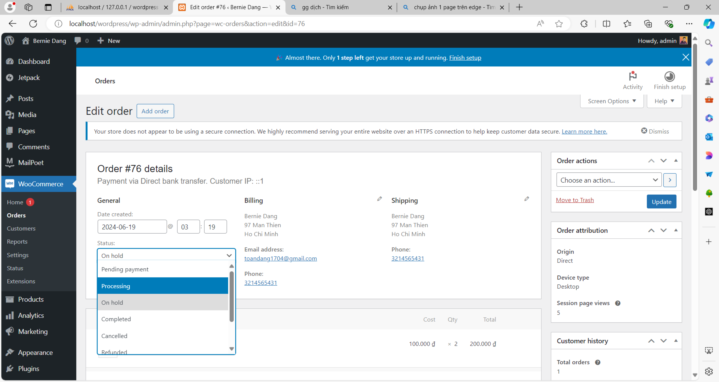 localhost / 127.0.0.1 / wordpress
Edit order #76 ‹ Bernie Dang —
gg dịch - Tìm kiếm
chụp ảnh 1 page trên edge - Tìm
localhost/wordpress/wp-admin/admin.php?page=wc-orders&action=edit&id=76
Bernie Dang
0
New
Howdy, admin
Dashboard
Jetpack
Posts
Media
Pages
Comments
MailPoet
WooCommerce
Home 1
Orders
Customers
Reports
Settings
Status
Extensions
Products
Analytics
Marketing
Appearance
Plugins
Almost there. Only 1 step left get your store up and running. Finish setup
Orders
Activity
Finish setup
Screen Options
Help
Edit order
Add order
Your store does not appear to be using a secure connection. We highly recommend serving your entire website over an HTTPS connection to help keep customer data secure. Learn more here.
Dismiss
Order #76 details
Payment via Direct bank transfer. Customer IP: ::1
General
Date created:
2024-06-19 @ 03 19
Status:
On hold
Pending payment
Processing
On hold
Completed
Cancelled
Refunded
Billing
Bernie Dang
97 Man Thien
Ho Chi Minh
Email address:
toandang1704@gmail.com
Phone:
3214565431
Shipping
Bernie Dang
97 Man Thien
Ho Chi Minh
Phone:
3214565431
Cost Qty Total
100.000 ₫ × 2 200.000 ₫
Order actions
Choose an action...
Move to Trash
Update
Order attribution
Origin
Direct
Device type
Desktop
Session page views
5
Customer history
Total orders
1